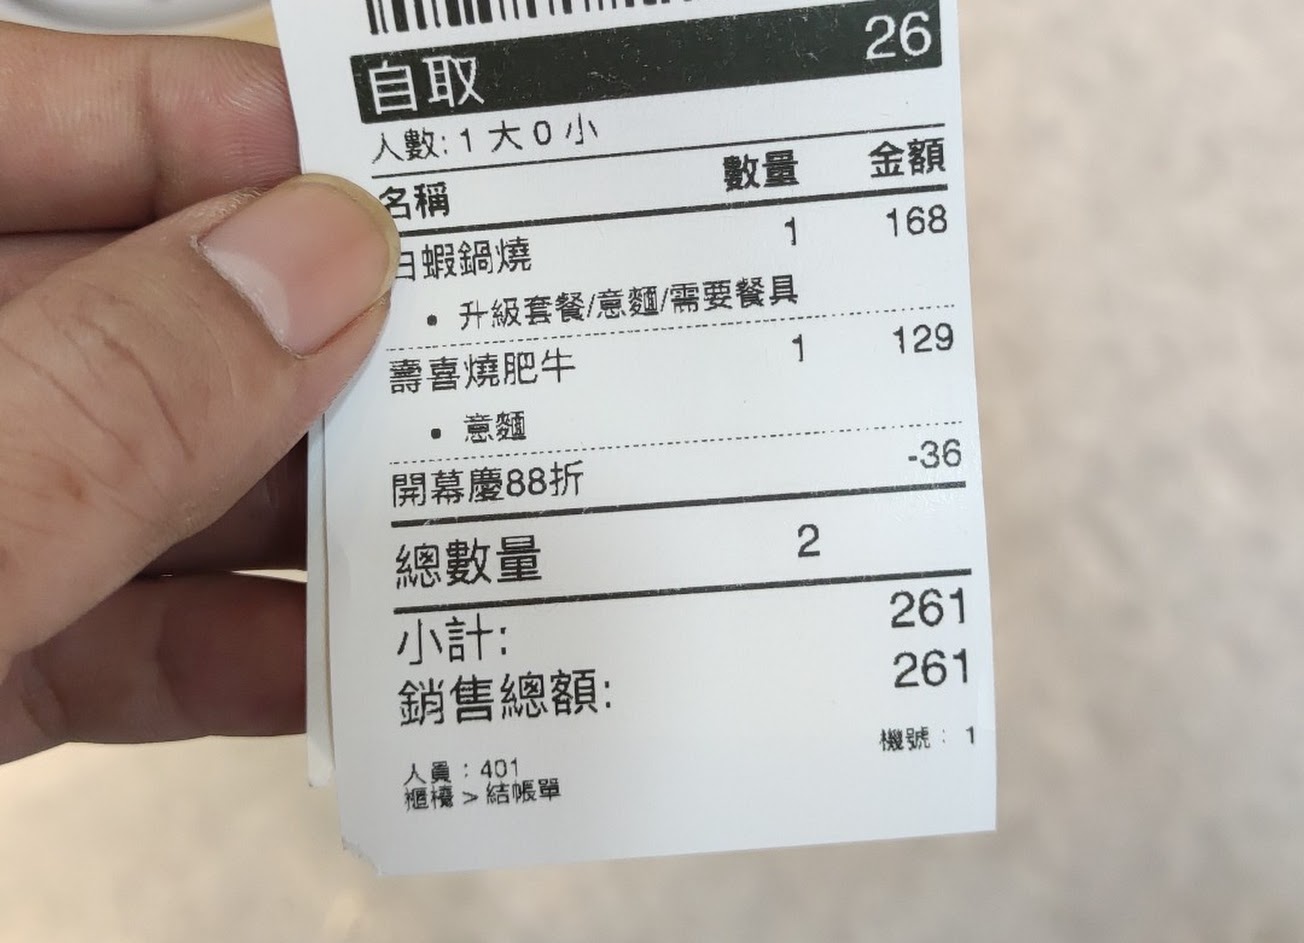 自取 26
人數: 1 大 0 小
名稱 數量 金額
白蝦鍋燒 1 168
• 升級套餐/意麵/需要餐具
壽喜燒肥牛 1 129
• 意麵
開幕慶88折 -36
總數量 2
小計: 261
銷售總額: 261
機號: 1
人員: 401
櫃檯 > 結帳單